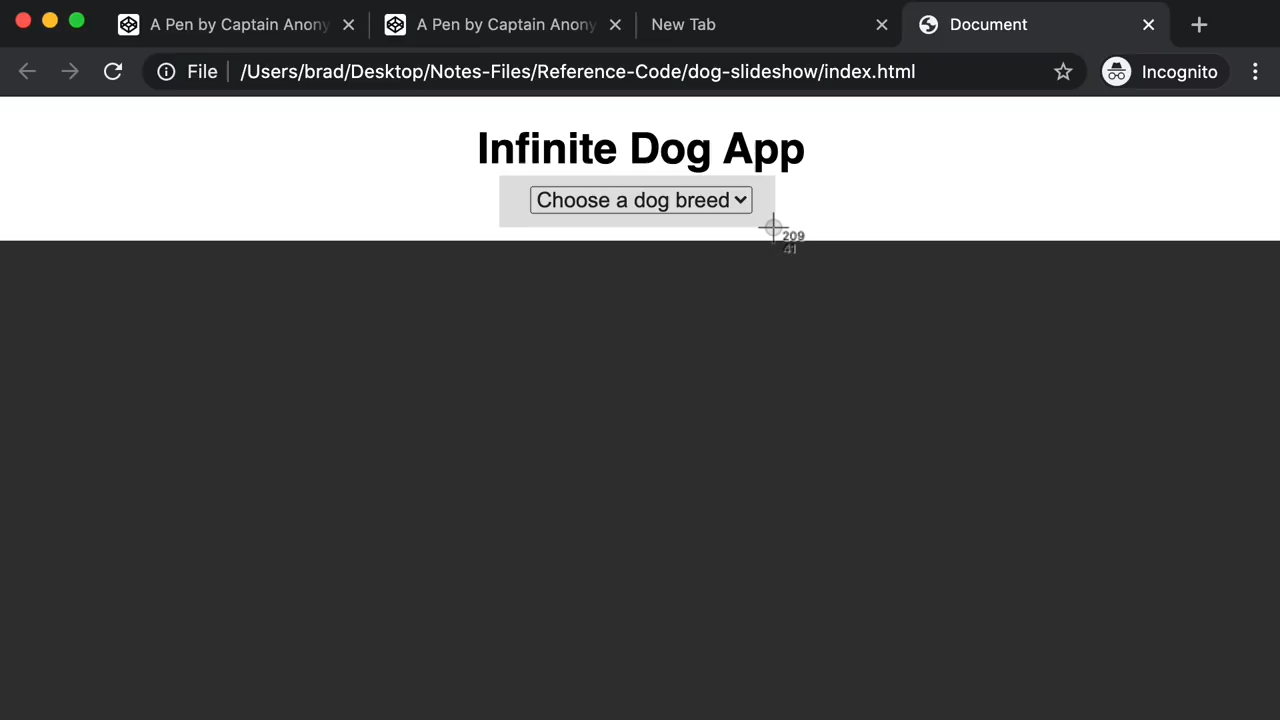 A Pen by Captain Anony
A Pen by Captain Anony
New Tab
Document
File
/Users/brad/Desktop/Notes-Files/Reference-Code/dog-slideshow/index.html
Incognito
Infinite Dog App
Choose a dog breed
209
41